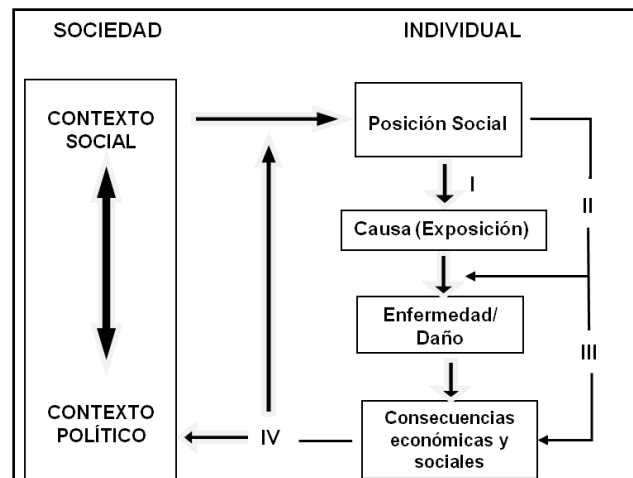 SOCIEDAD
INDIVIDUAL
CONTEXTO
SOCIAL
Posición Social
I
II
Causa (Exposición)
Enfermedad/
Daño
III
CONTEXTO
POLÍTICO
IV
Consecuencias
económicas y
sociales